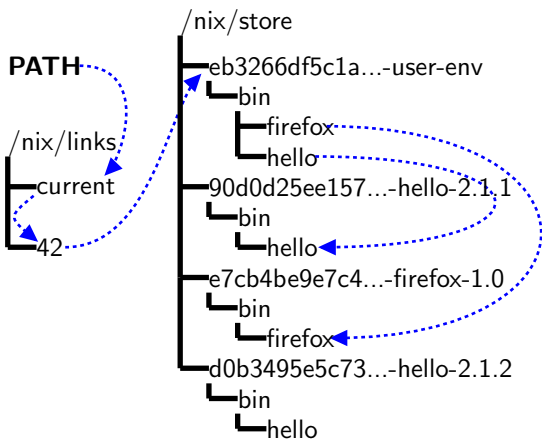 PATH
/nix/links
current
42
/nix/store
eb3266df5c1a...-user-env
bin
firefox
hello
90d0d25ee157...-hello-2.1.1
bin
hello
e7cb4be9e7c4...-firefox-1.0
bin
firefox
d0b3495e5c73...-hello-2.1.2
bin
hello